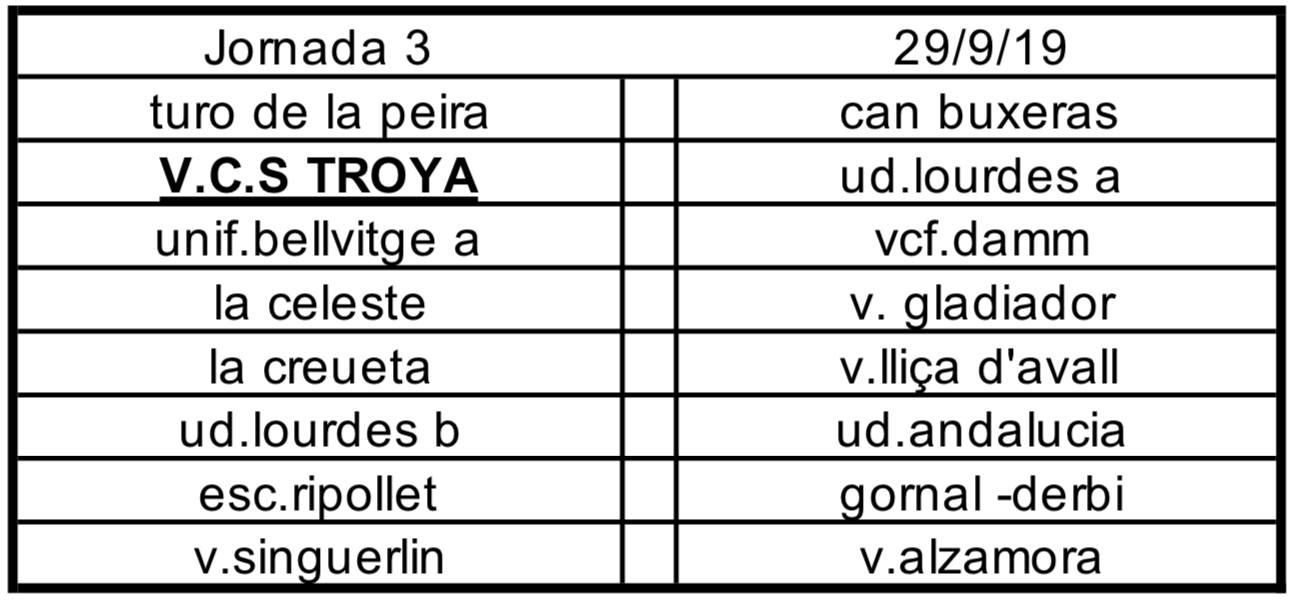 Jornada 3 29/9/19
turo de la peira can buxeras
V.C.S TROYA ud.lourdes a
unif.bellvitge a vcf.damm
la celeste v. gladiador
la creueta v.lliça d'avall
ud.lourdes b ud.andalucia
esc.ripollet gornal -derbi
v.singuerlin v.alzamora